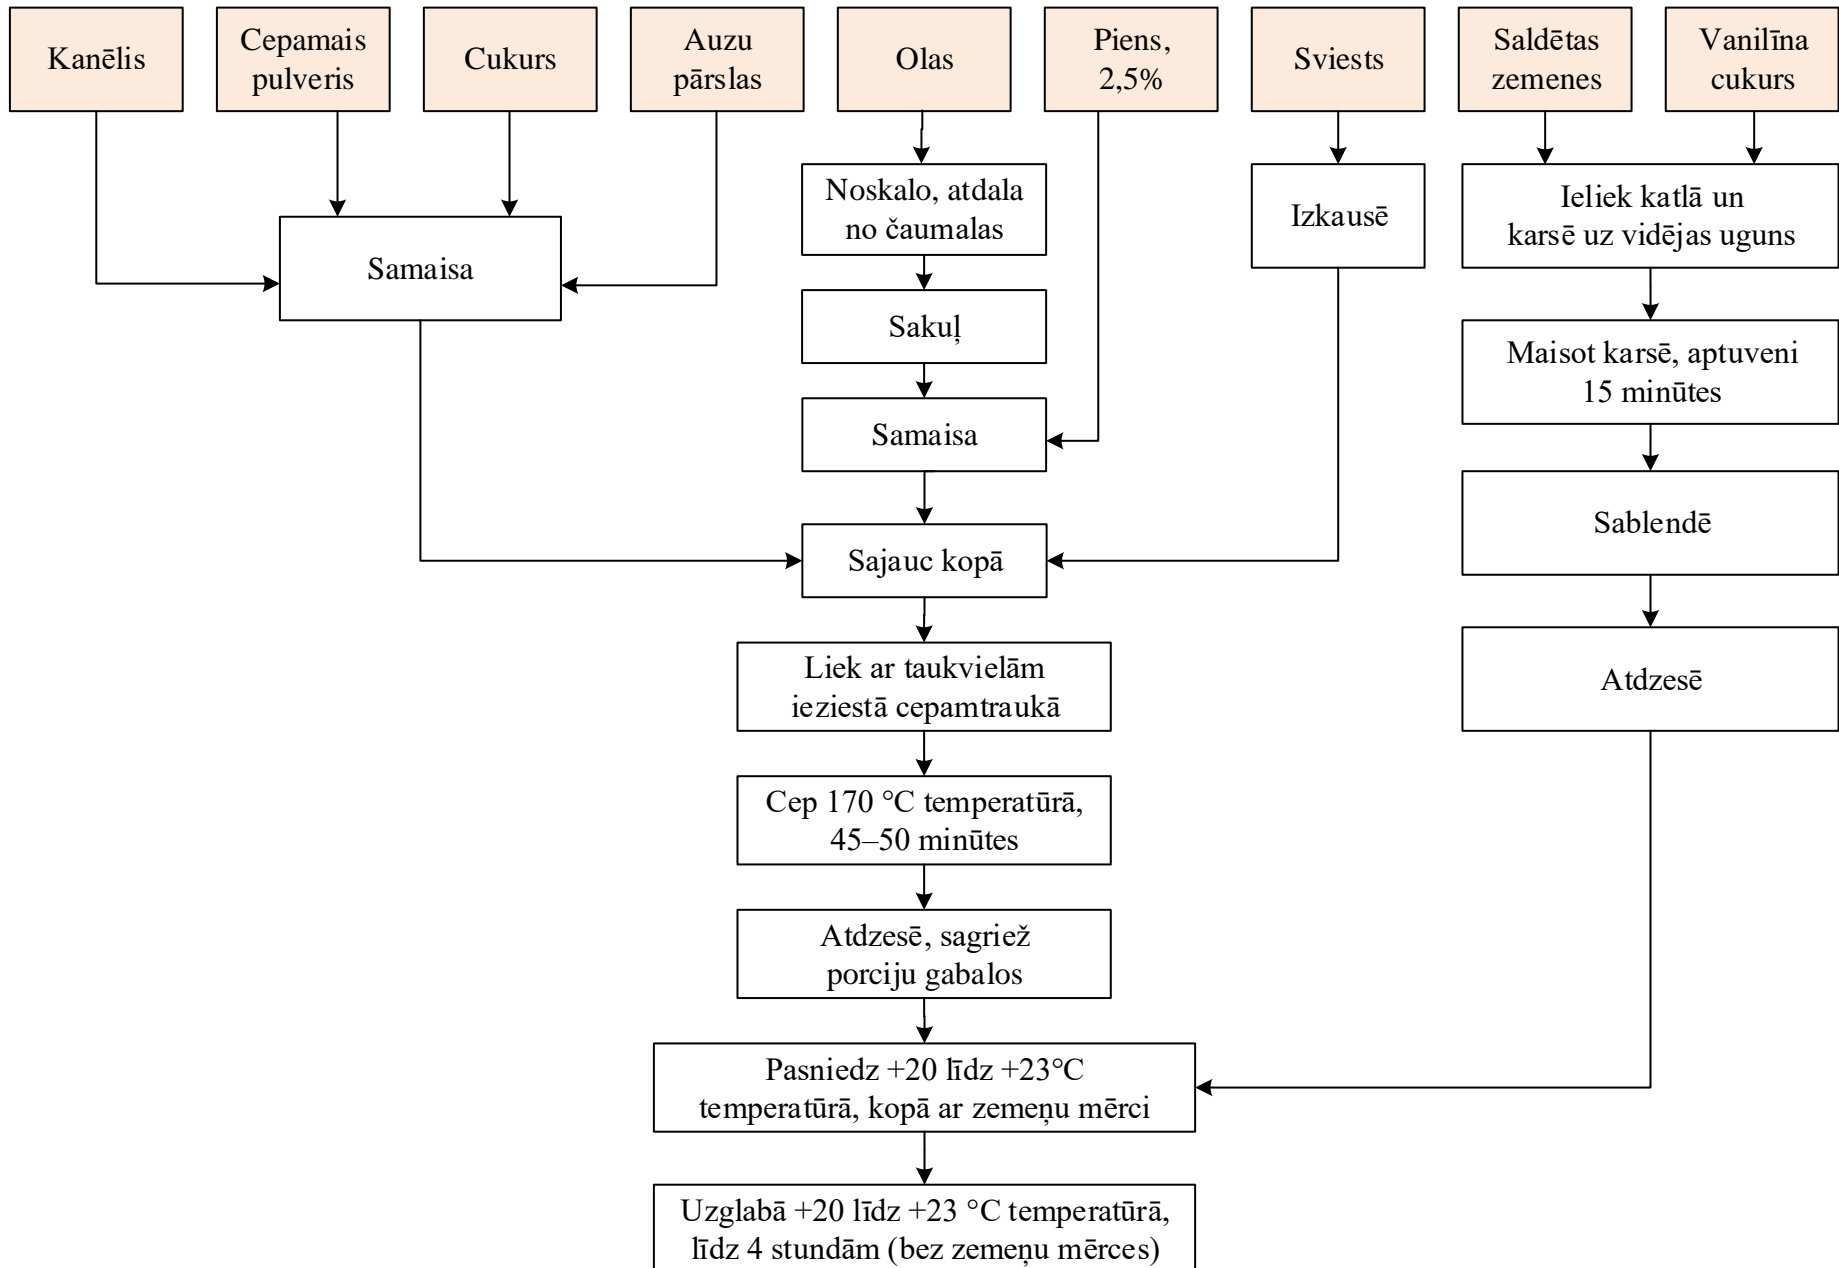 Kanēlis
Cepamais
pulveris
Cukurs
Auzu
pārslas
Olas
Piens,
2,5%
Sviests
Saldētas
zemenes
Vanilīna
cukurs
Noskalo, atdala
no čaumalas
Izkausē
Ieliek katlā un
karsē uz vidējas uguns
Samaisa
Sakuļ
Maisot karsē, aptuveni
15 minūtes
Samaisa
Sablendē
Sajauc kopā
Atdzesē
Liek ar taukvielām
ieziestā cepamtraukā
Cep 170 °C temperatūrā,
45–50 minūtes
Atdzesē, sagriež
porciju gabalos
Pasniedz +20 līdz +23°C
temperatūrā, kopā ar zemeņu mērci
Uzglabā +20 līdz +23 °C temperatūrā,
līdz 4 stundām (bez zemeņu mērces)